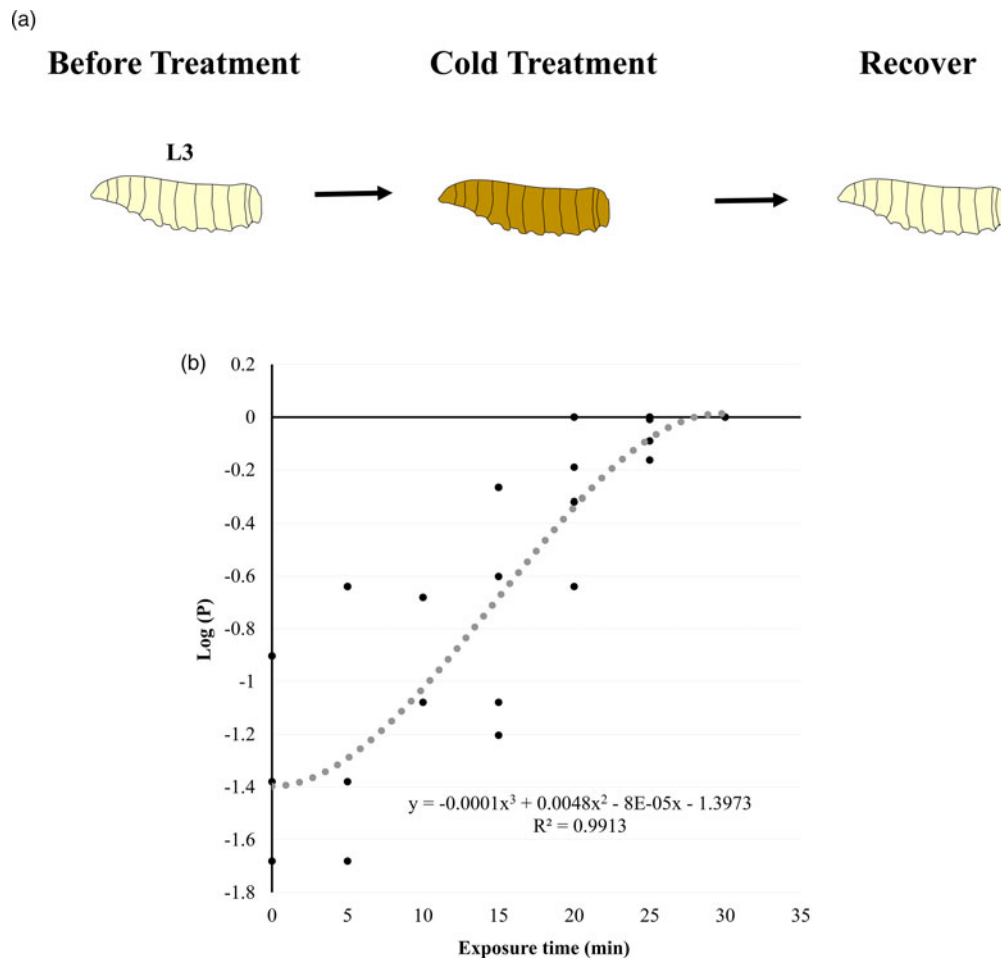 (a)
Before Treatment Cold Treatment Recover
L3
(b)
0.2
0
-0.2
-0.4
-0.6
-0.8
-1
-1.2
-1.4
-1.6
-1.8
Log (P)
y = -0.0001x³ + 0.0048x² - 8E-05x - 1.3973
R² = 0.9913
0 5 10 15 20 25 30 35
Exposure time (min)